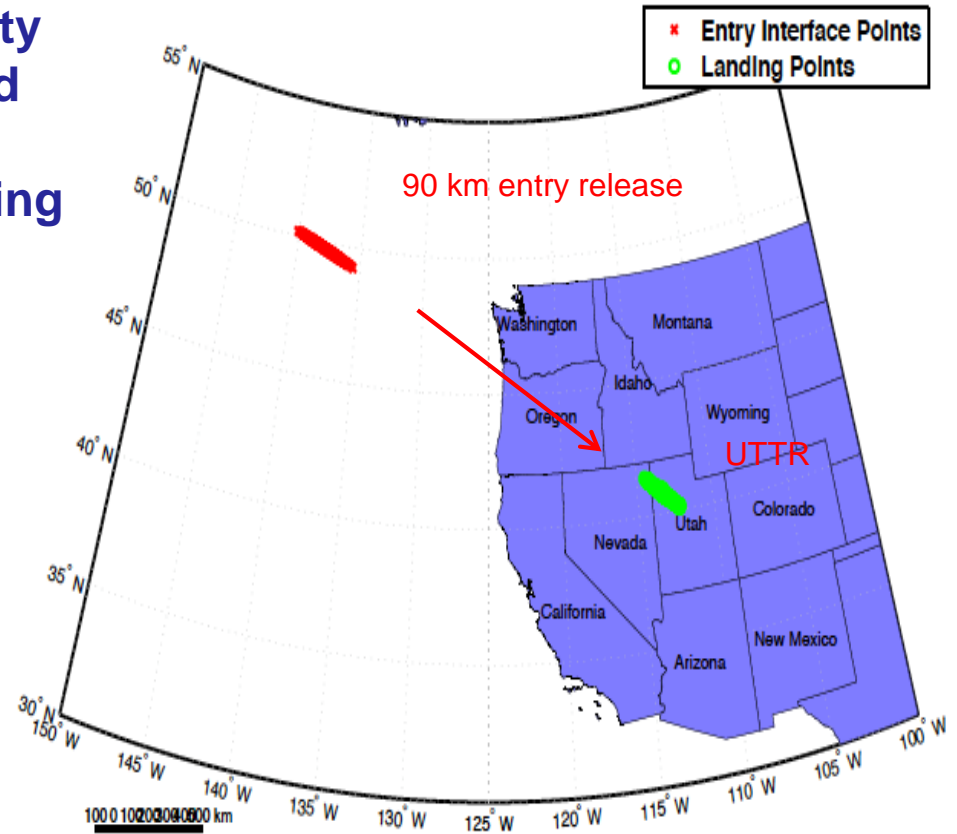 ty
d
ing
Entry Interface Points
Landing Points
90 km entry release
55° N
50° N
45° N
40° N
35° N
30° N
Washington
Montana
Idaho
Oregon
Wyoming
UTTR
Utah
Colorado
Nevada
California
Arizona
New Mexico
150° W
145° W
140° W
135° W
130° W
125° W
120° W
115° W
110° W
105° W
100° W
km